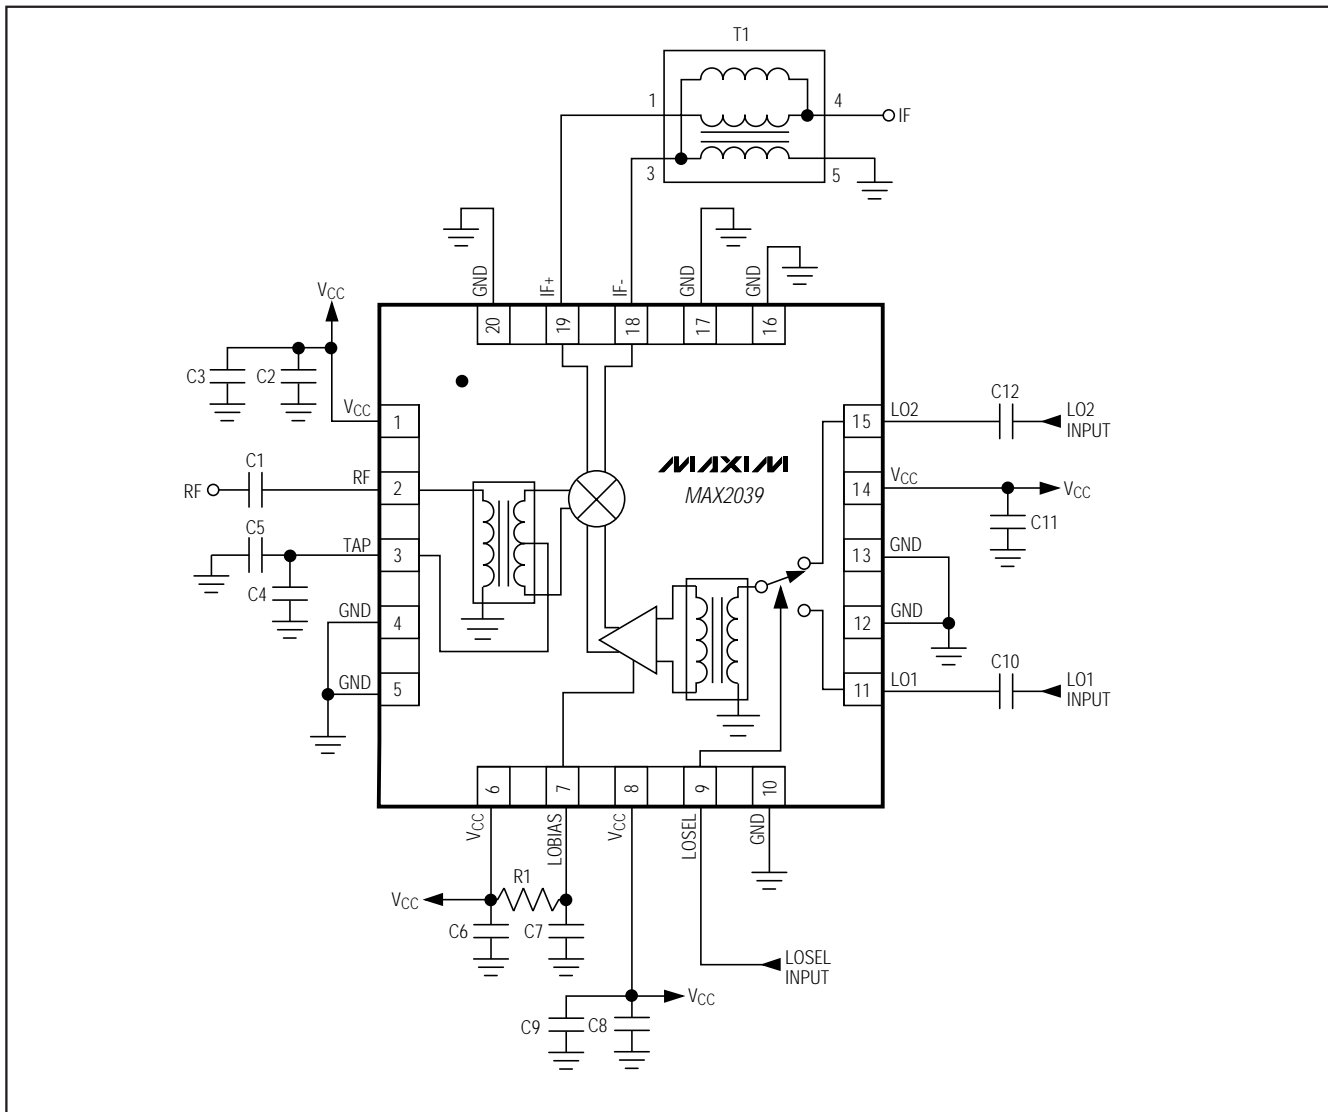 T1
1
4
IF
3
5
GND
IF+
IF-
GND
GND
20
19
18
17
16
VCC
C3
C2
VCC
1
C1
RF
RF
2
C5
TAP
3
C4
GND
4
GND
5
MAXIM
MAX2039
15
LO2
C12
LO2
INPUT
14
VCC
VCC
C11
13
GND
12
GND
11
LO1
C10
LO1
INPUT
6
7
8
9
10
VCC
LOBIAS
VCC
LOSEL
GND
R1
VCC
C6
C7
LOSEL
INPUT
VCC
C9
C8